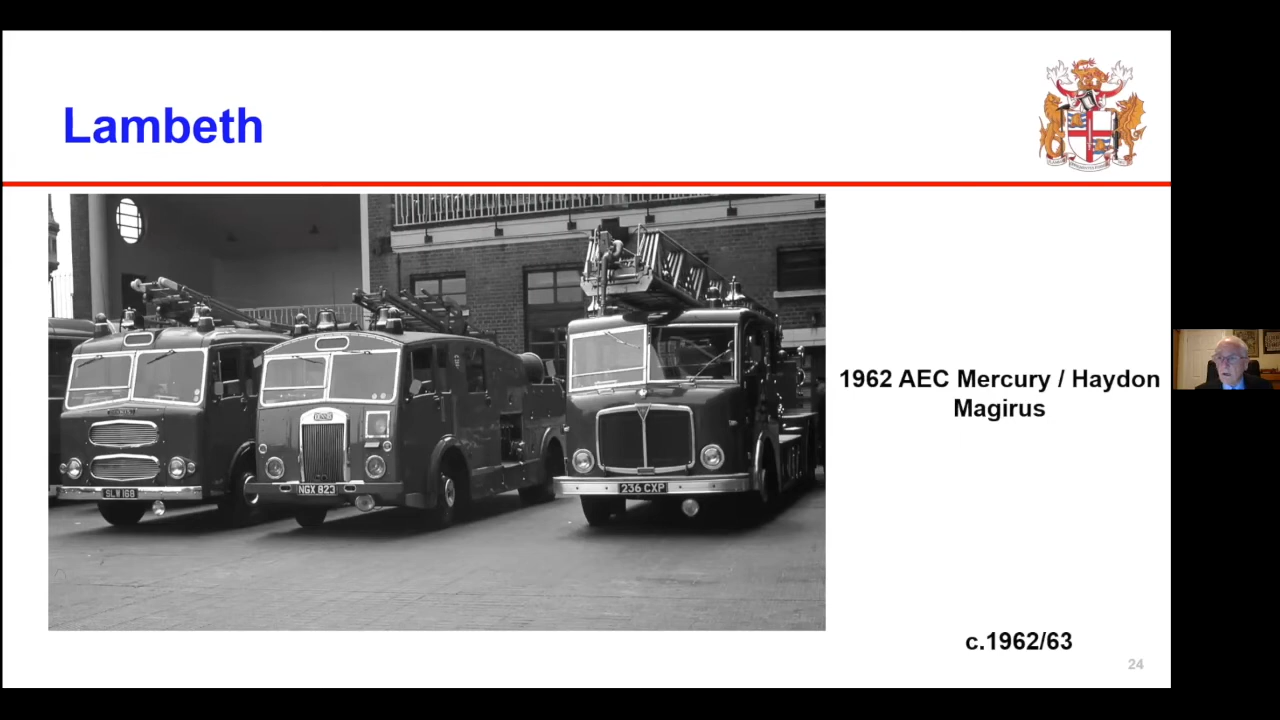 Lambeth
1962 AEC Mercury / Haydon
Magirus
SLW 168
NGX 823
236 CXP
c.1962/63
24